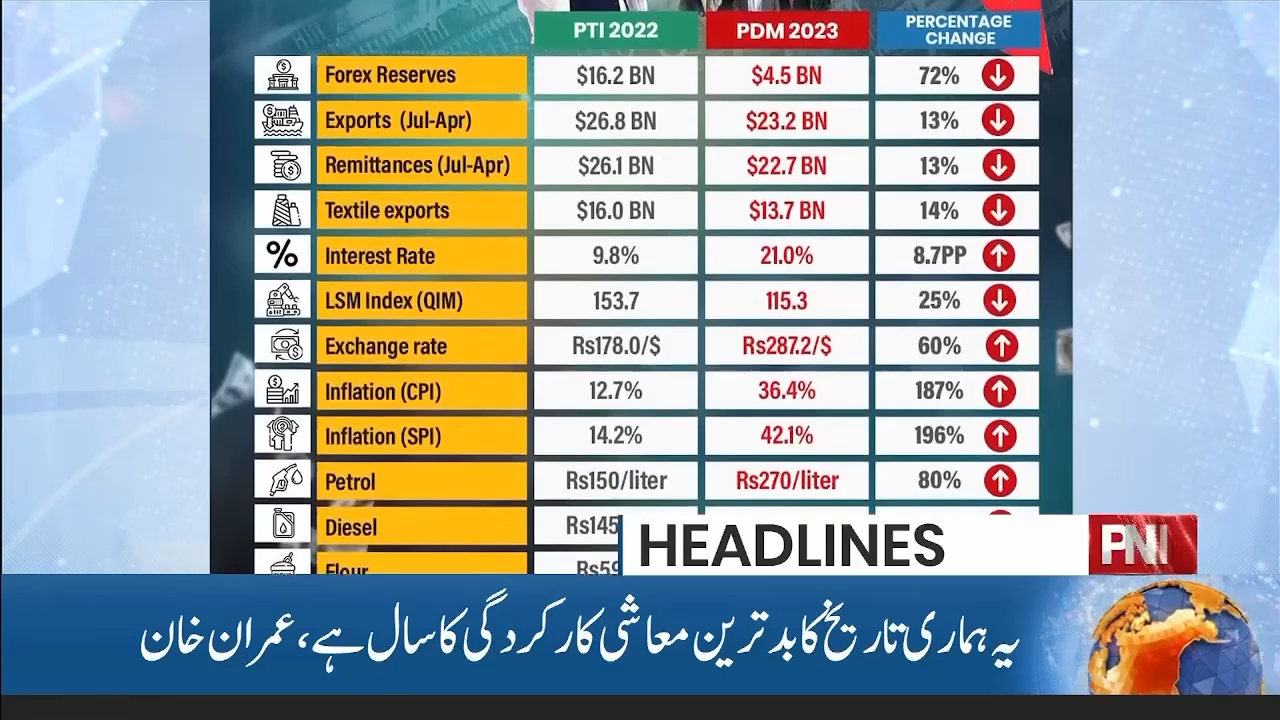 PTI 2022 PDM 2023 PERCENTAGE CHANGE
Forex Reserves $16.2 BN $4.5 BN 72%
Exports (Jul-Apr) $26.8 BN $23.2 BN 13%
Remittances (Jul-Apr) $26.1 BN $22.7 BN 13%
Textile exports $16.0 BN $13.7 BN 14%
% Interest Rate 9.8% 21.0% 8.7PP
LSM Index (QIM) 153.7 115.3 25%
Exchange rate Rs178.0/$ Rs287.2/$ 60%
Inflation (CPI) 12.7% 36.4% 187%
Inflation (SPI) 14.2% 42.1% 196%
Petrol Rs150/liter Rs270/liter 80%
Diesel Rs145
Flour Rs59
HEADLINES PNI
یہ ہماری تاریخ کا بدترین معاشی کارکردگی کا سال ہے، عمران خان